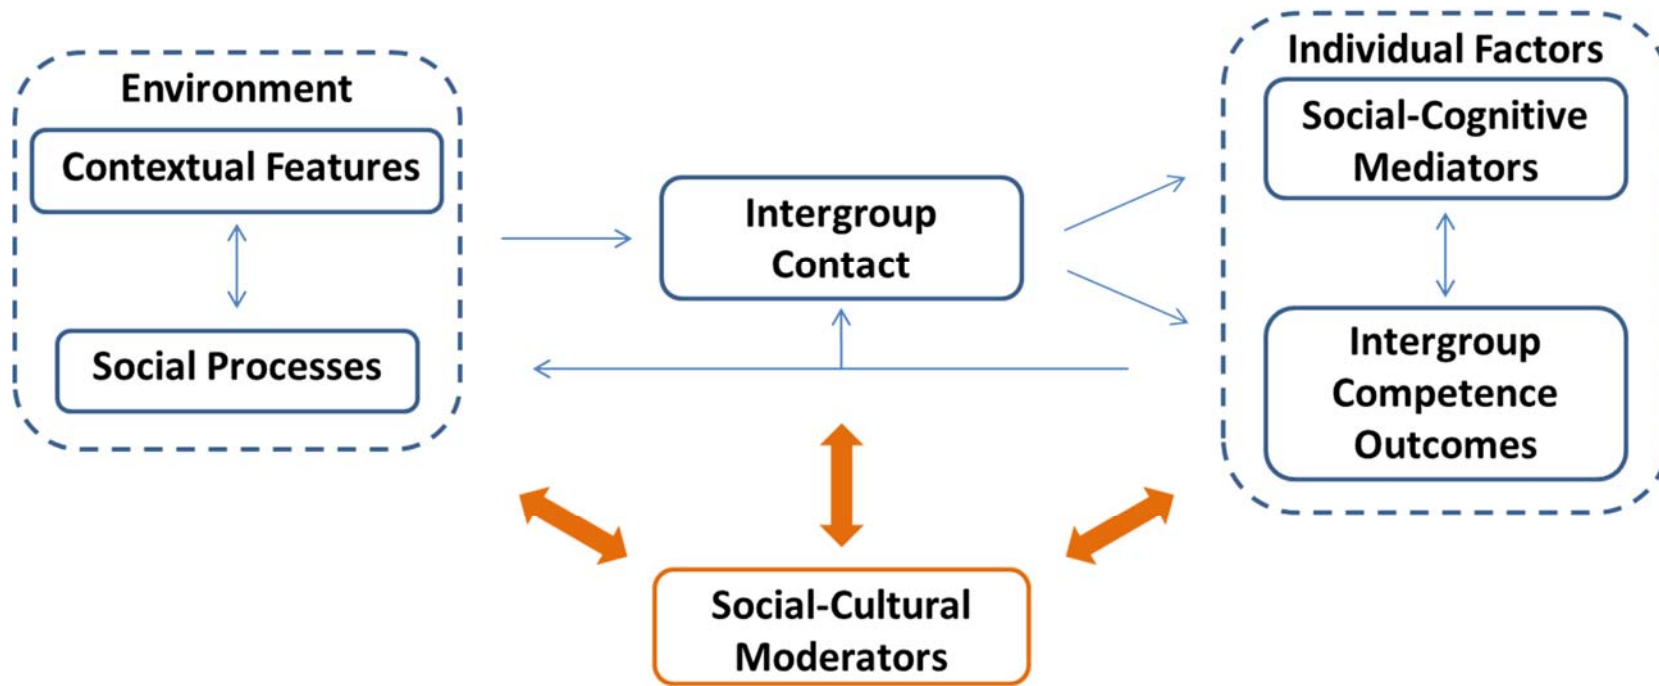 Environment
Contextual Features
Social Processes
Intergroup
Contact
Individual Factors
Social-Cognitive
Mediators
Intergroup
Competence
Outcomes
Social-Cultural
Moderators